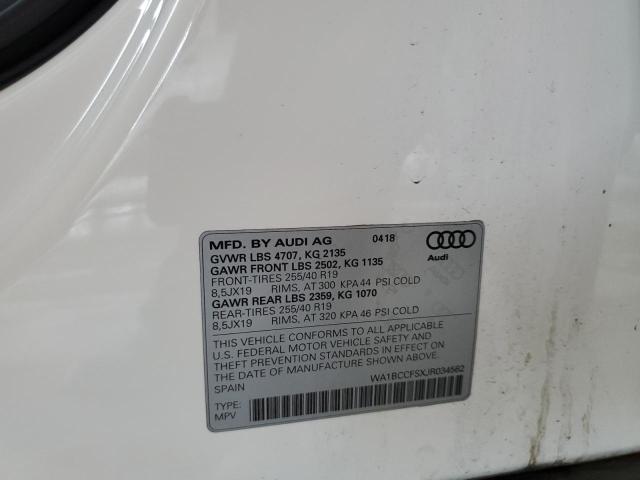 MFD. BY AUDI AG 0418
GVWR LBS 4707, KG 2135
GAWR FRONT LBS 2502, KG 1135
FRONT-TIRES 255/40 R19
8,5JX19 RIMS, AT 300 KPA 44 PSI COLD
GAWR REAR LBS 2359, KG 1070
REAR-TIRES 255/40 R19
8,5JX19 RIMS, AT 320 KPA 46 PSI COLD
Audi
THIS VEHICLE CONFORMS TO ALL APPLICABLE
U.S. FEDERAL MOTOR VEHICLE SAFETY AND
THEFT PREVENTION STANDARDS IN EFFECT
ON THE DATE OF MANUFACTURE SHOWN ABOVE.
SPAIN
WA1BCCFSXJR034562
TYPE:
MPV